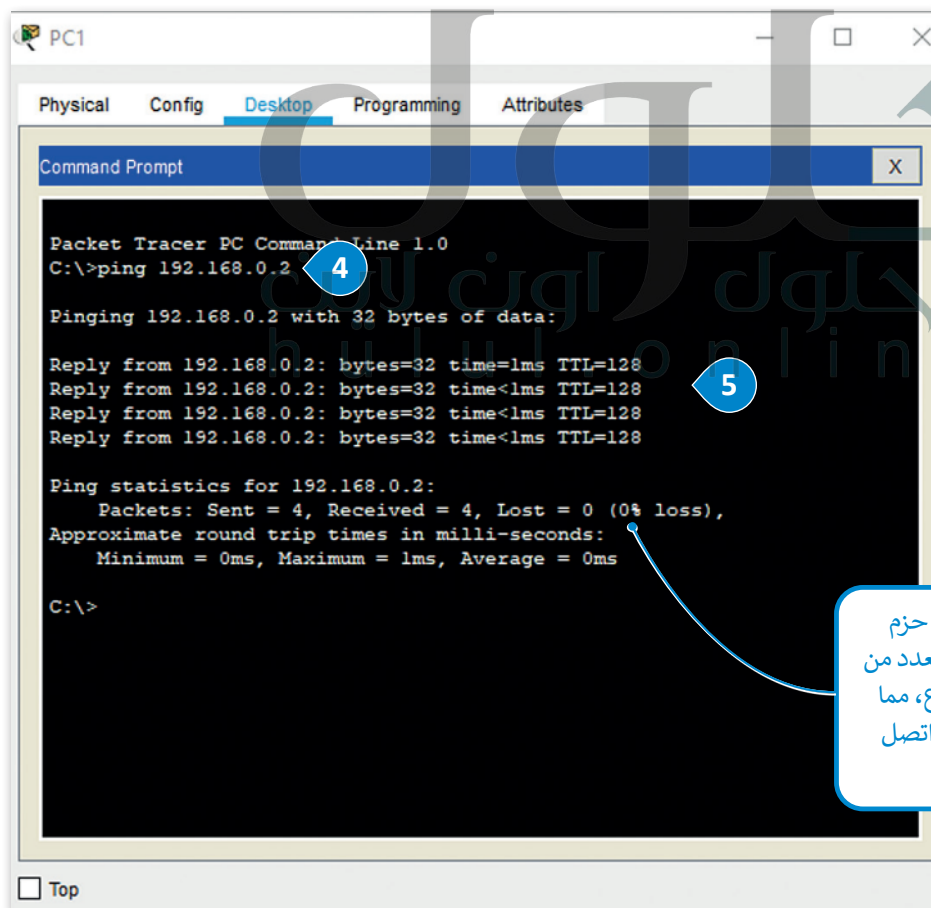 PC1
Physical Config Desktop Programming Attributes
Command Prompt
X
Packet Tracer PC Command Line 1.0
C:\>ping 192.168.0.2
4
Pinging 192.168.0.2 with 32 bytes of data:
Reply from 192.168.0.2: bytes=32 time=1ms TTL=128
Reply from 192.168.0.2: bytes=32 time<1ms TTL=128
5
Reply from 192.168.0.2: bytes=32 time<1ms TTL=128
Reply from 192.168.0.2: bytes=32 time<1ms TTL=128
Ping statistics for 192.168.0.2:
Packets: Sent = 4, Received = 4, Lost = 0 (0% loss),
Approximate round trip times in milli-seconds:
Minimum = 0ms, Maximum = 1ms, Average = 0ms
C:\>
حزم
عدد من
ع، مما
اتصل
Top
حلول
حلول اون لاين
hulul onlin